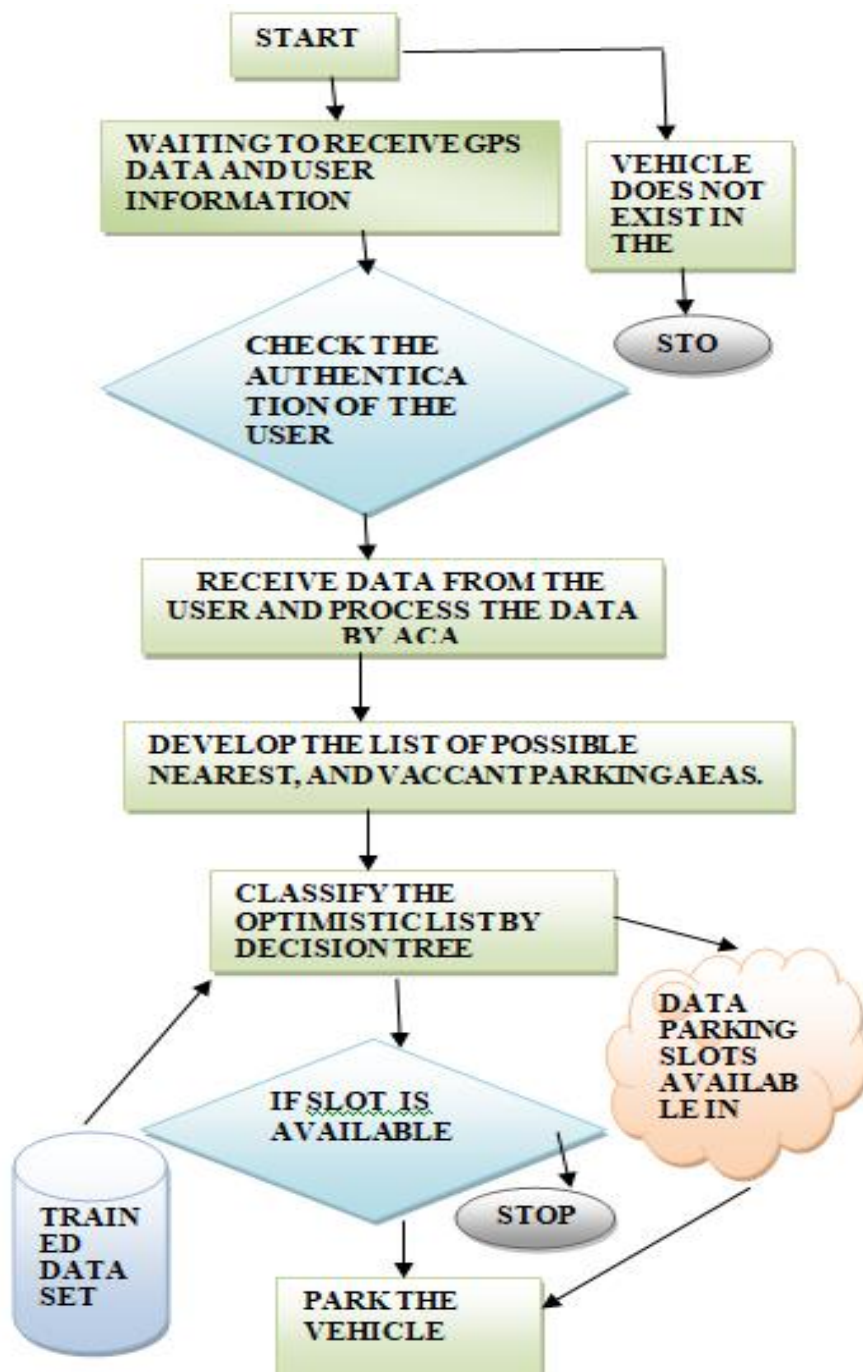 START
WAITING TO RECEIVE GPS
DATA AND USER
INFORMATION
VEHICLE
DOES NOT
EXIST IN
THE
STO
CHECK THE
AUTHENTICA
TION OF THE
USER
RECEIVE DATA FROM THE
USER AND PROCESS THE DATA
BY ACA
DEVELOP THE LIST OF POSSIBLE
NEAREST, AND VACCANT PARKING AEAS.
CLASSIFY THE
OPTIMISTIC LIST BY
DECISION TREE
DATA
PARKING
SLOTS
AVAILAB
LE IN
IF SLOT IS
AVAILABLE
STOP
TRAIN
ED
DATA
SET
PARK THE
VEHICLE